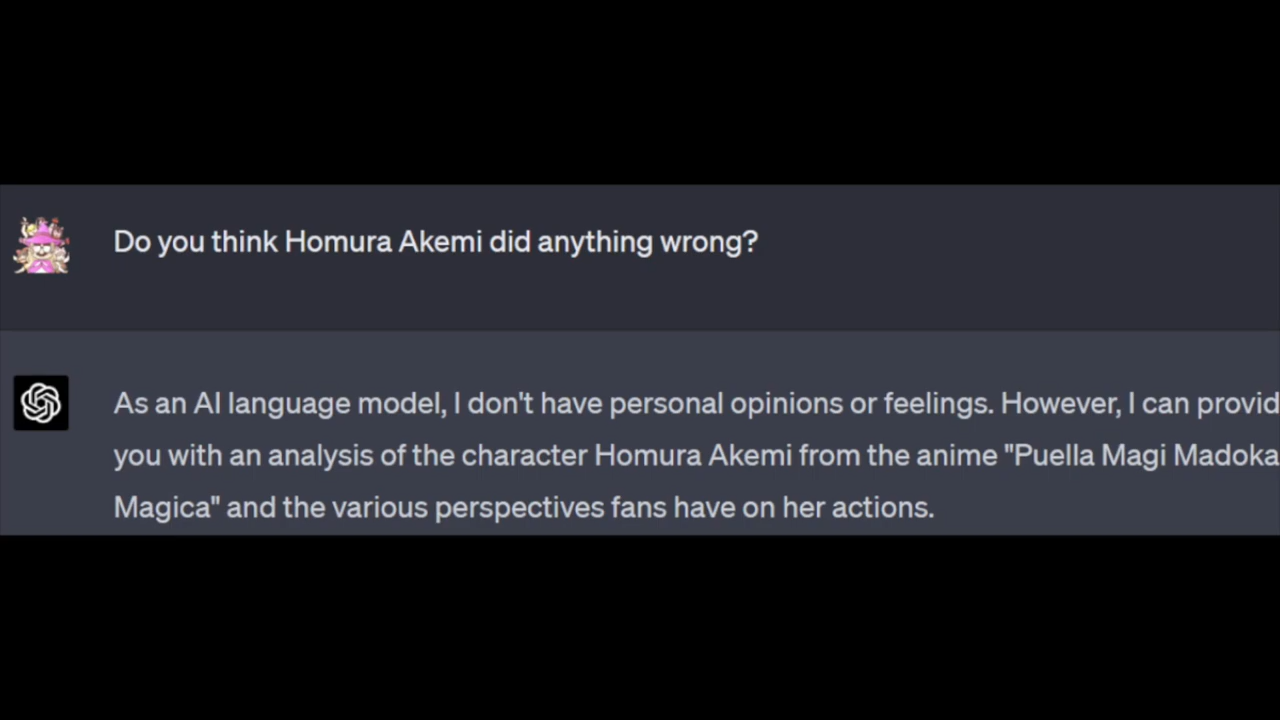 Do you think Homura Akemi did anything wrong?
As an AI language model, I don't have personal opinions or feelings. However, I can provid
you with an analysis of the character Homura Akemi from the anime "Puella Magi Madoka
Magica" and the various perspectives fans have on her actions.